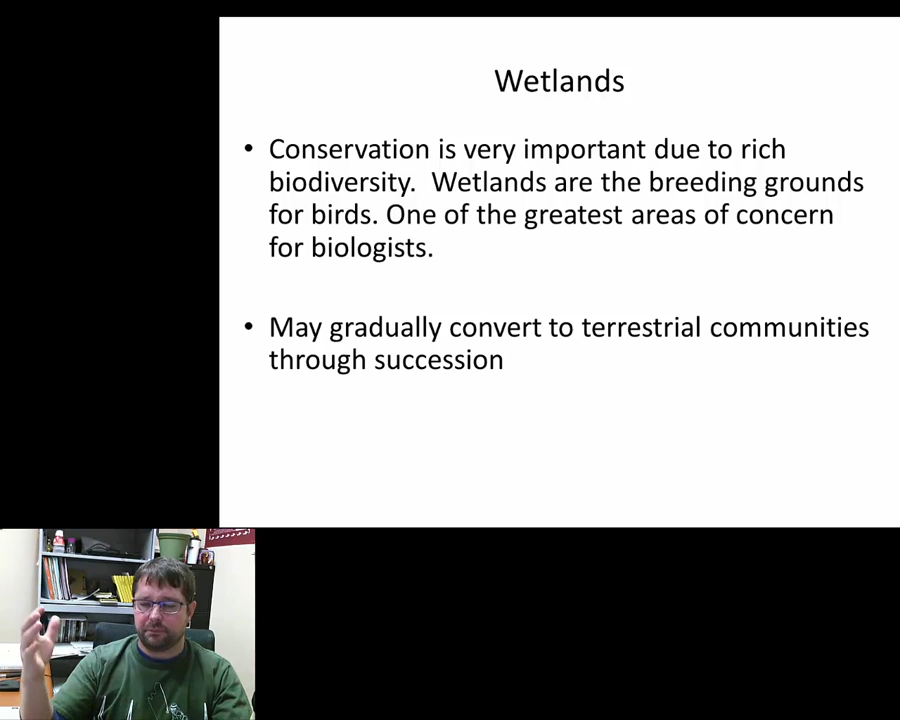 Wetlands
• Conservation is very important due to rich
biodiversity.  Wetlands are the breeding grounds
for birds. One of the greatest areas of concern
for biologists.
• May gradually convert to terrestrial communities
through succession